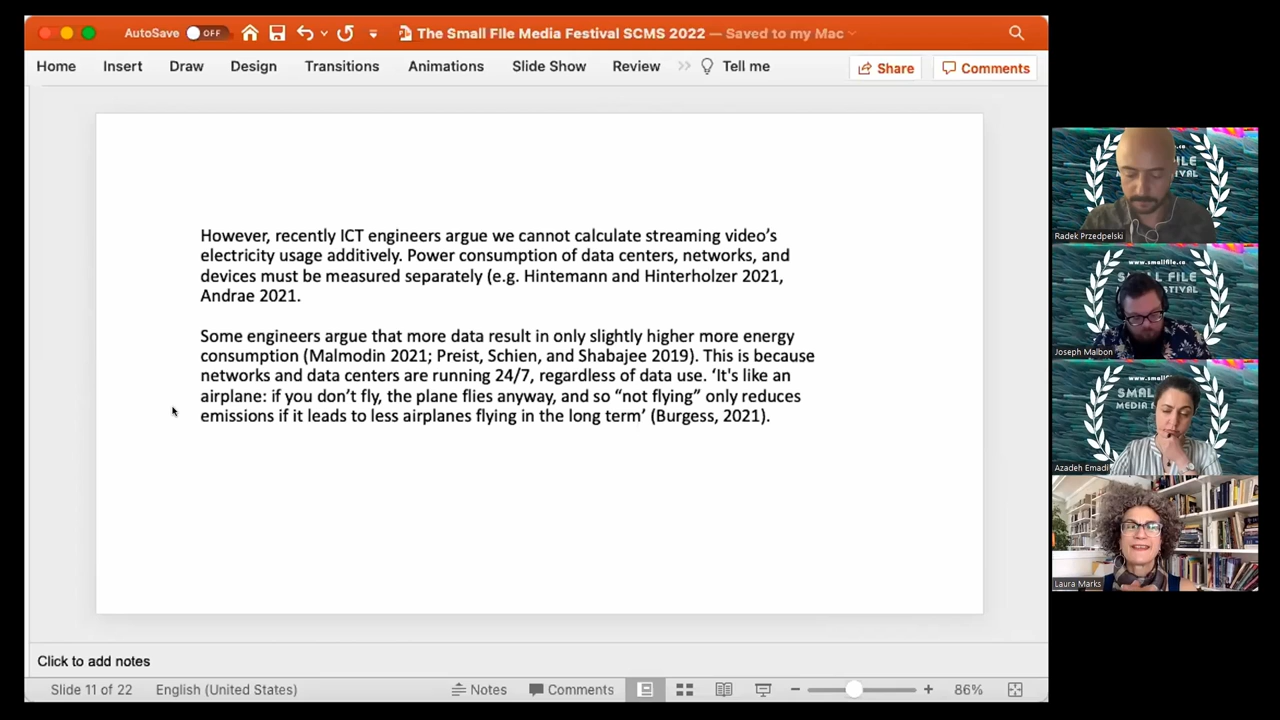 AutoSave OFF The Small FIle Media Festival SCMS 2022 — Saved to my Mac
Home Insert Draw Design Transitions Animations Slide Show Review Tell me Share Comments
However, recently ICT engineers argue we cannot calculate streaming video’s
electricity usage additively. Power consumption of data centers, networks, and
devices must be measured separately (e.g. Hintemann and Hinterholzer 2021,
Andrae 2021.
Some engineers argue that more data result in only slightly higher more energy
consumption (Malmodin 2021; Preist, Schien, and Shabajee 2019). This is because
networks and data centers are running 24/7, regardless of data use. ‘It's like an
airplane: if you don’t fly, the plane flies anyway, and so “not flying” only reduces
emissions if it leads to less airplanes flying in the long term’ (Burgess, 2021).
Click to add notes
Slide 11 of 22 English (United States) Notes Comments 86%
Radek Przedpelski
www.smallfile.ca
SMALL FILE
Joseph Malbon
Azadeh Emadi
Laura Marks